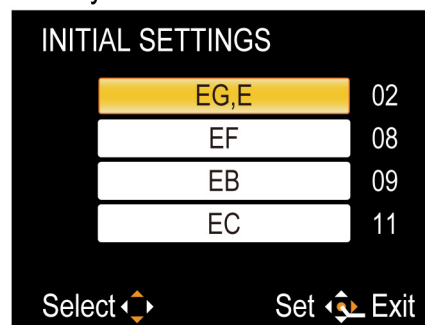 INITIAL SETTINGS
EG,E 02
EF 08
EB 09
EC 11
Select Set Exit